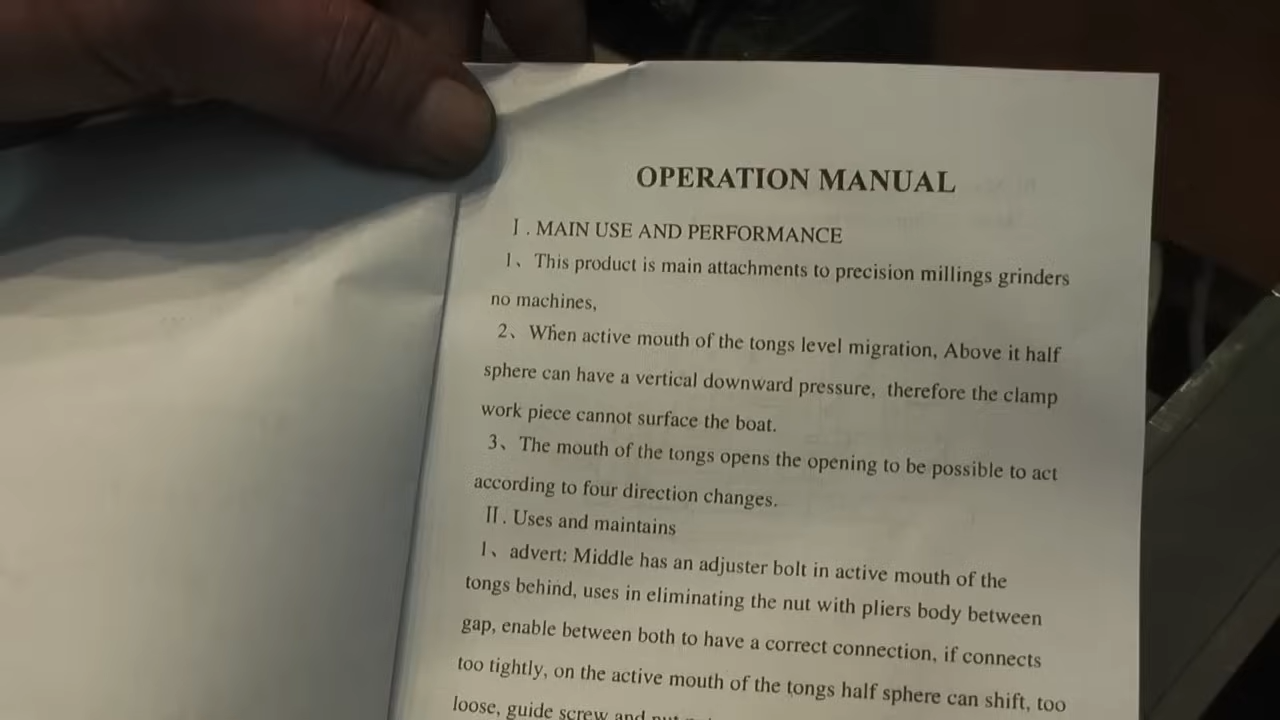 OPERATION MANUAL
Ⅰ. MAIN USE AND PERFORMANCE
1、This product is main attachments to precision millings grinders
no machines,
2、When active mouth of the tongs level migration, Above it half
sphere can have a vertical downward pressure, therefore the clamp
work piece cannot surface the boat.
3、The mouth of the tongs opens the opening to be possible to act
according to four direction changes.
Ⅱ. Uses and maintains
1、advert: Middle has an adjuster bolt in active mouth of the
tongs behind, uses in eliminating the nut with pliers body between
gap, enable between both to have a correct connection, if connects
too tightly, on the active mouth of the tongs half sphere can shift, too
loose, guide screw and nut